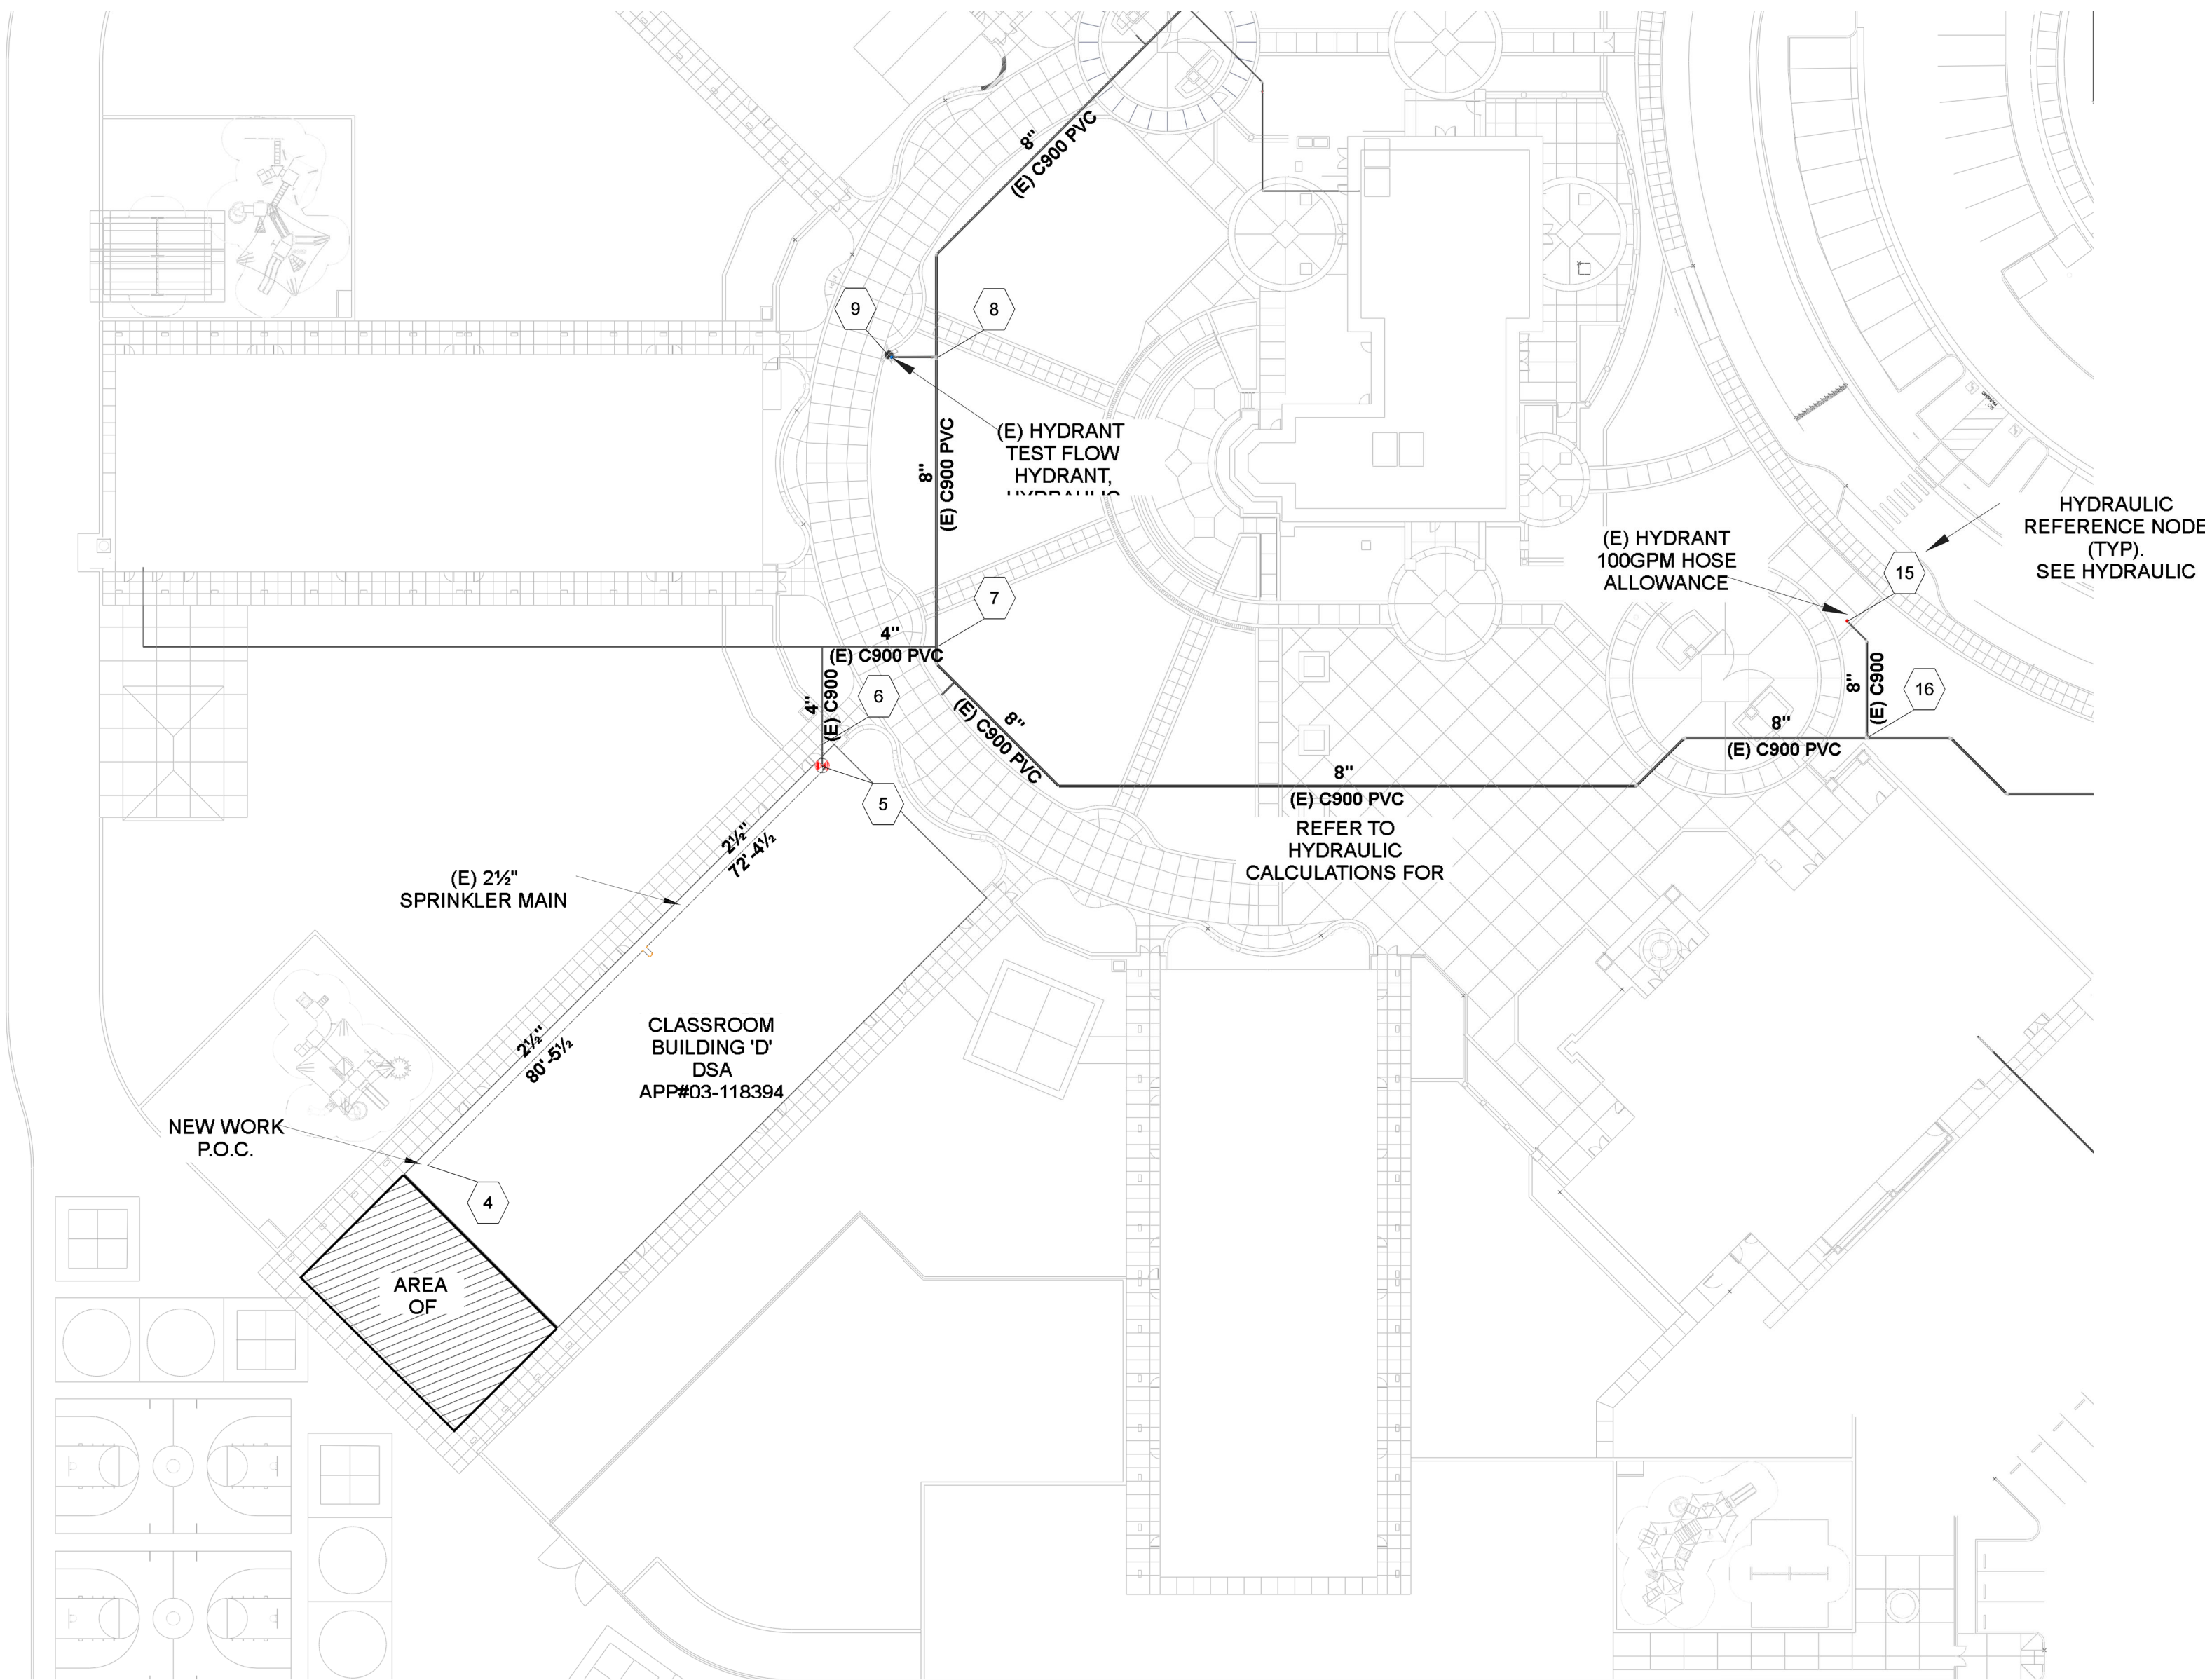 8"
(E) C900 PVC
9
8
8"
(E) C900 PVC
(E) HYDRANT
TEST FLOW
HYDRANT,
HYDRAULIC
HYDRAULIC
REFERENCE NODE
(TYP).
SEE HYDRAULIC
(E) HYDRANT
100GPM HOSE
ALLOWANCE
15
7
4"
(E) C900 PVC
4"
(E) C900
6
8"
(E) C900 PVC
8"
(E) C900
16
8"
(E) C900 PVC
8"
(E) C900 PVC
5
REFER TO
HYDRAULIC
CALCULATIONS FOR
2½"
72'-4½
(E) 2½"
SPRINKLER MAIN
2½"
80'-5½
CLASSROOM
BUILDING 'D'
DSA
APP#03-118394
NEW WORK
P.O.C.
4
AREA
OF